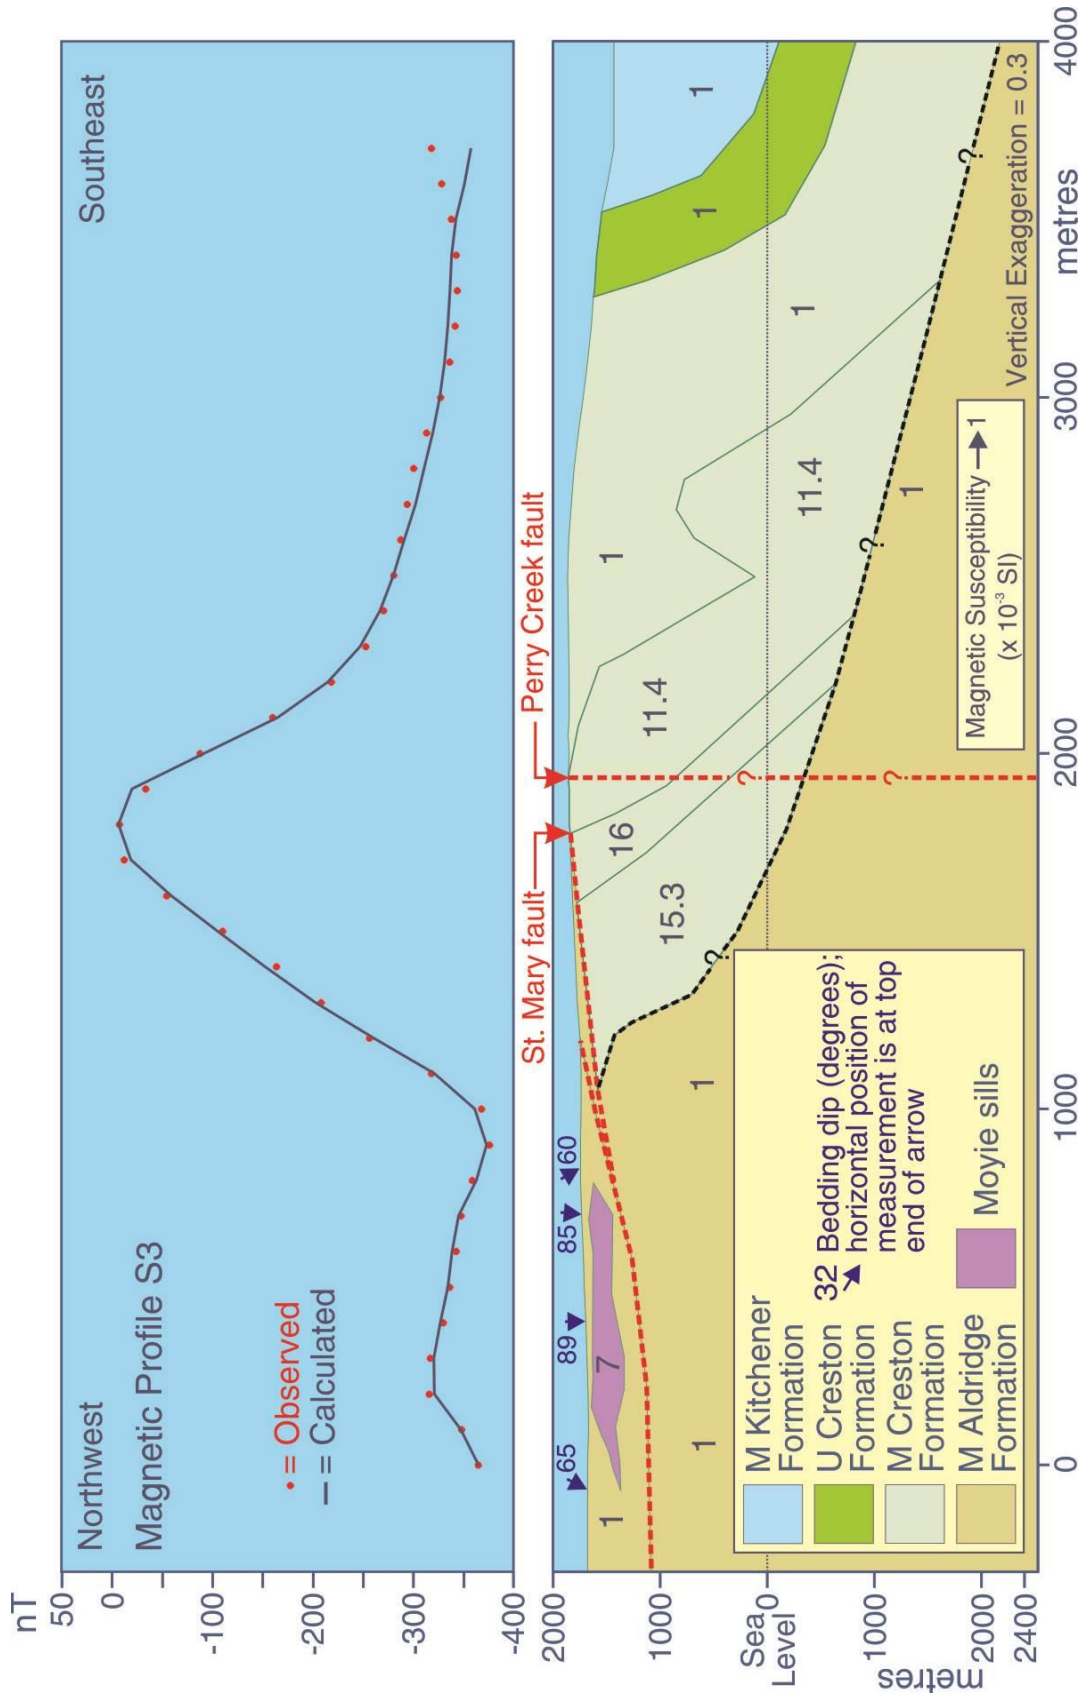 nT
50
0
-100
-200
-300
-400
Northwest
Southeast
Magnetic Profile S3
• = Observed
— = Calculated
St. Mary fault
Perry Creek fault
2000
1000
Sea
Level
0
1000
2000
2400
metres
65
89
85
60
1
7
1
1
15.3
16
11.4
1
11.4
1
1
1
1
?
?
?
?
?
M Kitchener
Formation
U Creston
Formation
M Creston
Formation
M Aldridge
Formation
32 Bedding dip (degrees);
horizontal position of
measurement is at top
end of arrow
Moyie sills
Magnetic Susceptibility → 1
(x 10⁻³ SI)
Vertical Exaggeration = 0.3
0
1000
2000
3000
metres
4000